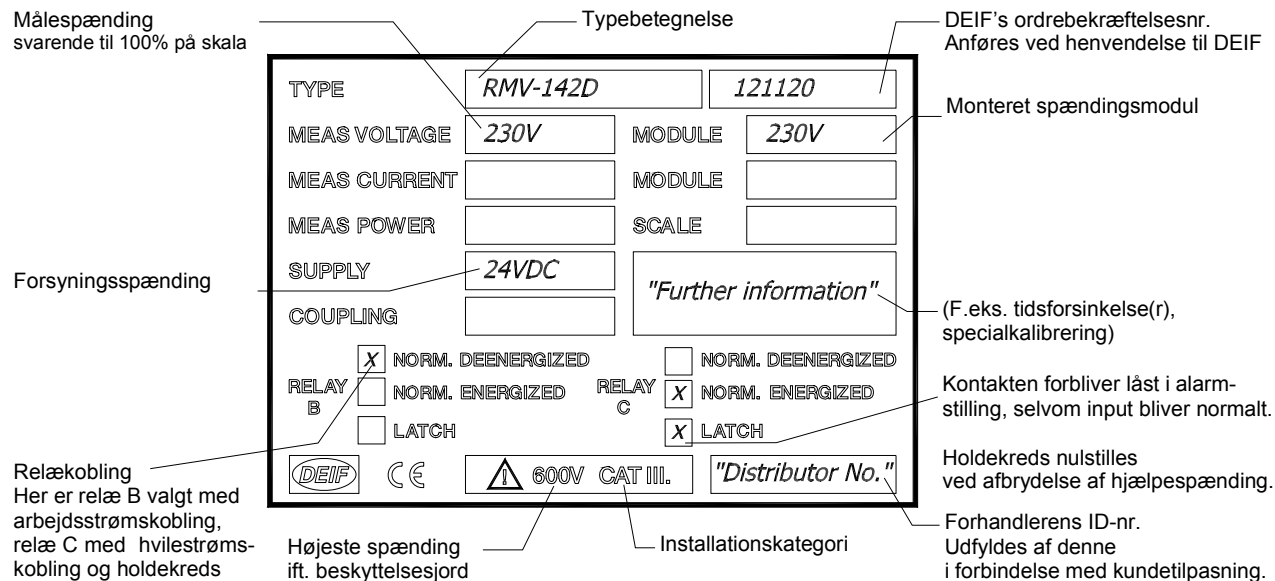 Målespænding
svarende til 100% på skala
Typebetegnelse
DEIF's ordrebekræftelsesnr.
Anføres ved henvendelse til DEIF
TYPE
RMV-142D
121120
Monteret spændingsmodul
MEAS VOLTAGE
230V
MODULE
230V
MEAS CURRENT
MODULE
MEAS POWER
SCALE
Forsyningsspænding
SUPPLY
24VDC
"Further information"
COUPLING
(F.eks. tidsforsinkelse(r),
specialkalibrering)
RELAY
B
X NORM. DEENERGIZED
NORM. ENERGIZED
LATCH
RELAY
C
NORM. DEENERGIZED
X NORM. ENERGIZED
X LATCH
Kontakten forbliver låst i alarm-
stilling, selvom input bliver normalt.
Holdekreds nulstilles
ved afbrydelse af hjælpespænding.
Relækobling
Her er relæ B valgt med
arbejdsstrømskobling,
relæ C med hvilestrøms-
kobling og holdekreds
DEIF
CE
600V CAT III.
"Distributor No."
Højeste spænding
ift. beskyttelsesjord
Installationskategori
Forhandlerens ID-nr.
Udfyldes af denne
i forbindelse med kundetilpasning.